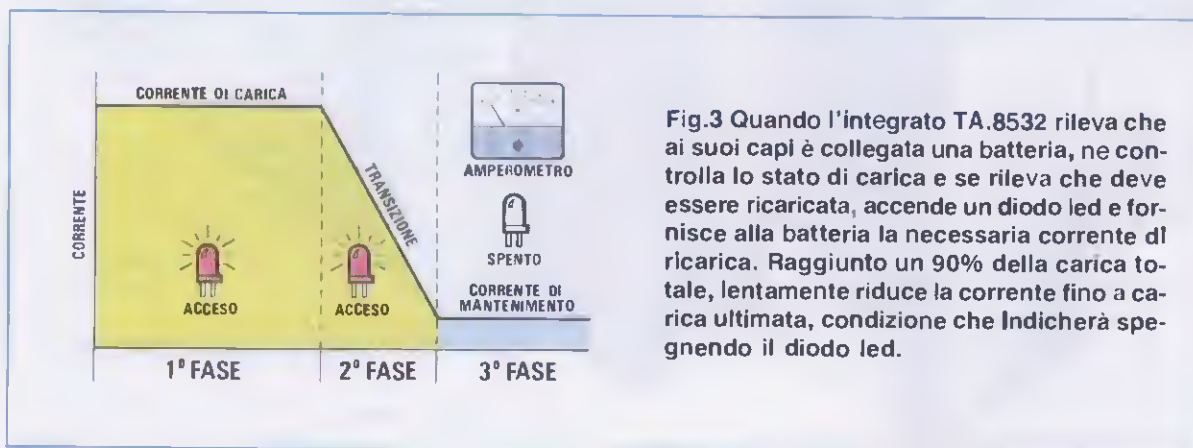 CORRENTE DI CARICA
CORRENTE
TRANSIZIONE
ACCESO
ACCESO
AMPEROMETRO
SPENTO
CORRENTE DI
MANTENIMENTO
1° FASE
2° FASE
3° FASE
Fig.3 Quando l'integrato TA.8532 rileva che
ai suoi capi è collegata una batteria, ne con-
trolla lo stato di carica e se rileva che deve
essere ricaricata, accende un diodo led e for-
nisce alla batteria la necessaria corrente di
ricarica. Raggiunto un 90% della carica to-
tale, lentamente riduce la corrente fino a ca-
rica ultimata, condizione che Indicherà spe-
gnendo il diodo led.